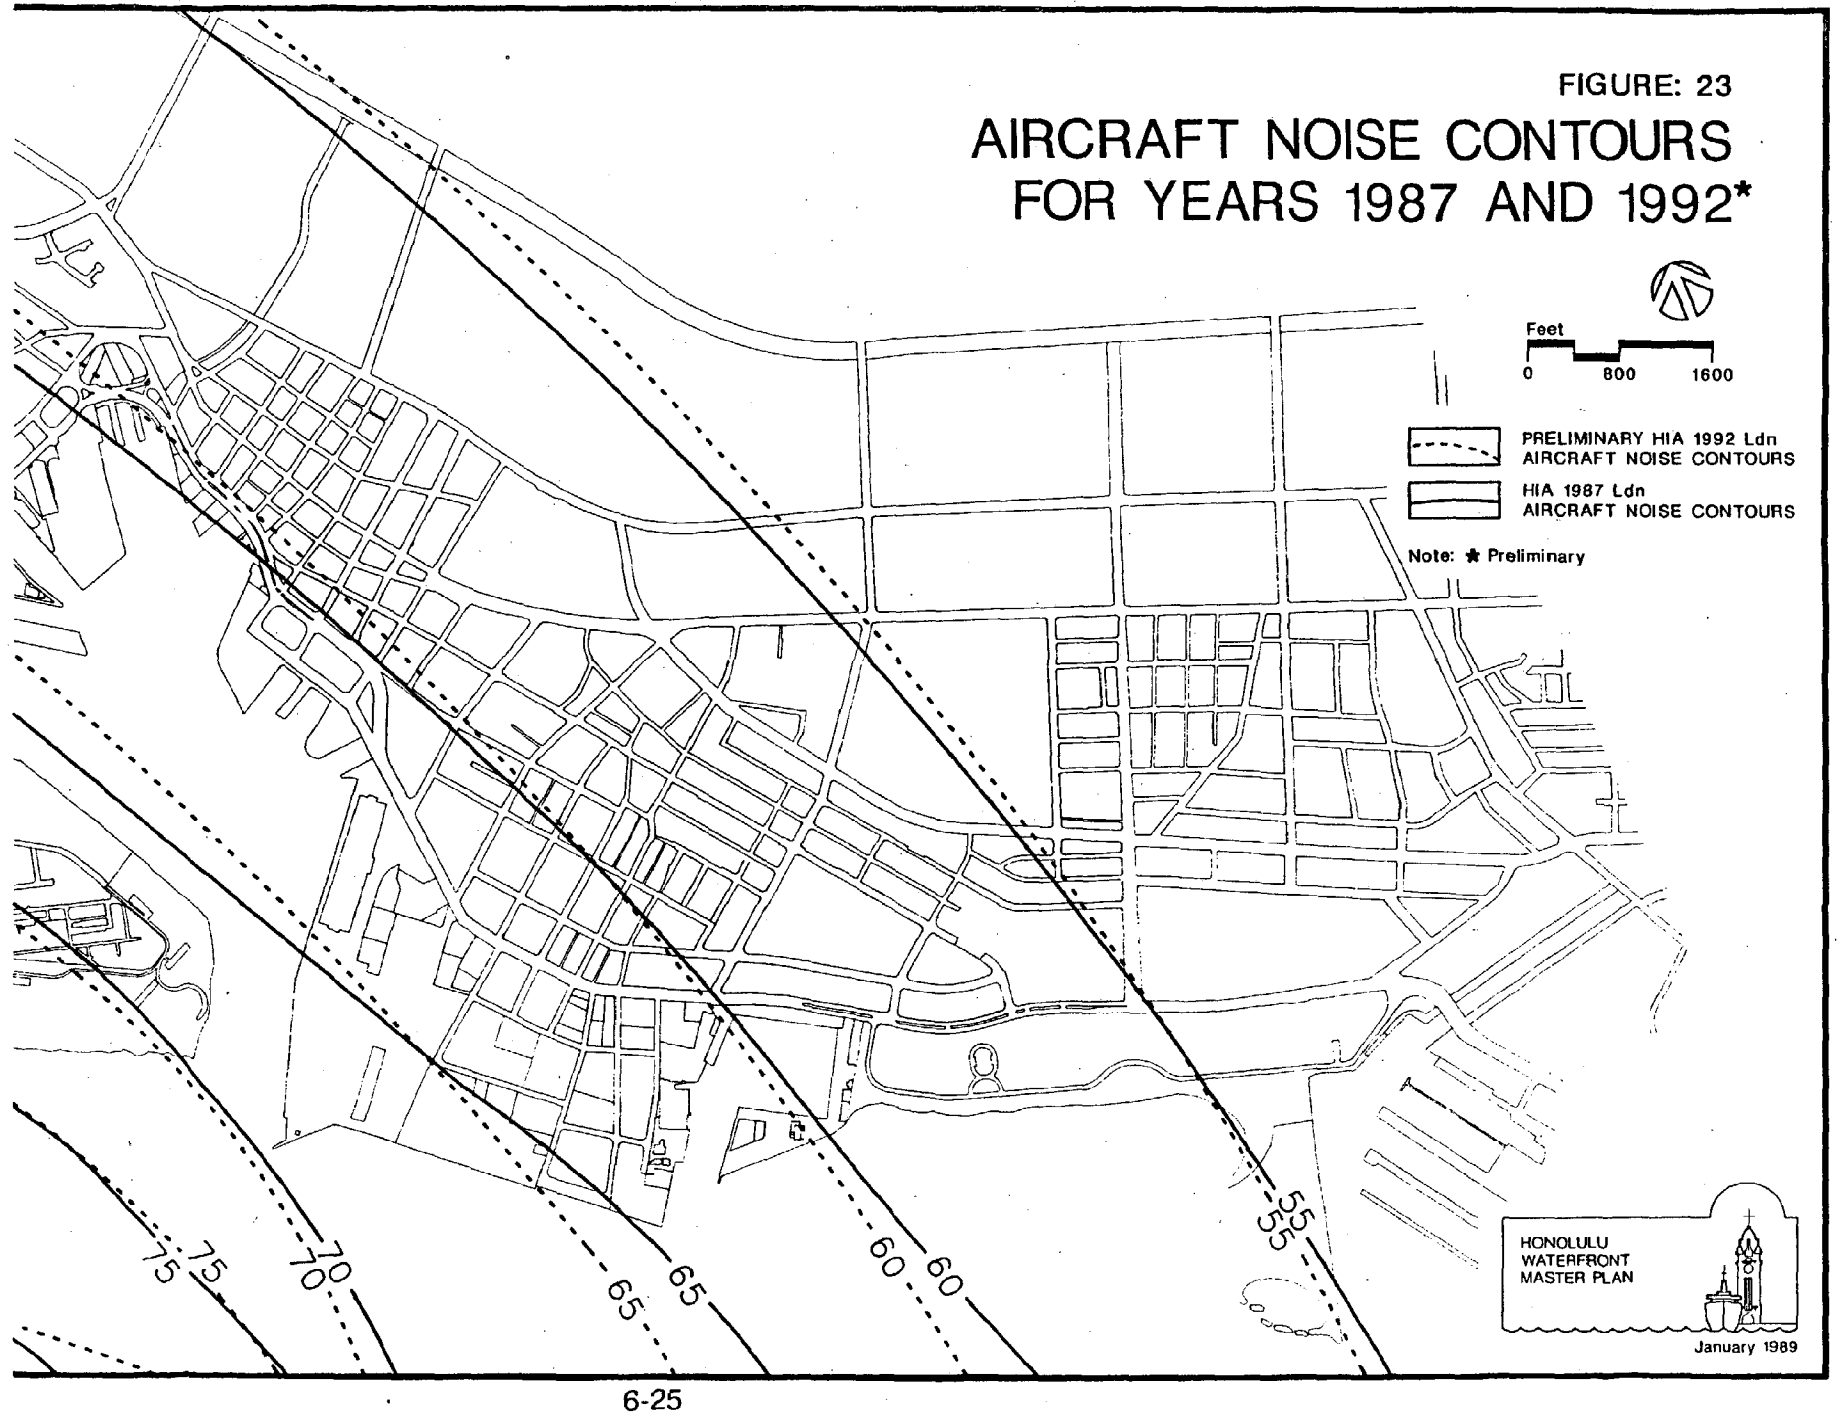 FIGURE: 23
AIRCRAFT NOISE CONTOURS
FOR YEARS 1987 AND 1992*
Feet
0 800 1600
PRELIMINARY HIA 1992 Ldn
AIRCRAFT NOISE CONTOURS
HIA 1987 Ldn
AIRCRAFT NOISE CONTOURS
Note: * Preliminary
55
55
60
60
65
65
70
70
75
75
HONOLULU
WATERFRONT
MASTER PLAN
January 1989
6-25